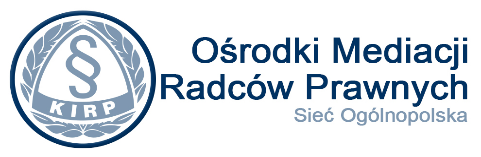 §
KIRP
Ośrodki Mediacji
Radców Prawnych
Sieć Ogólnopolska